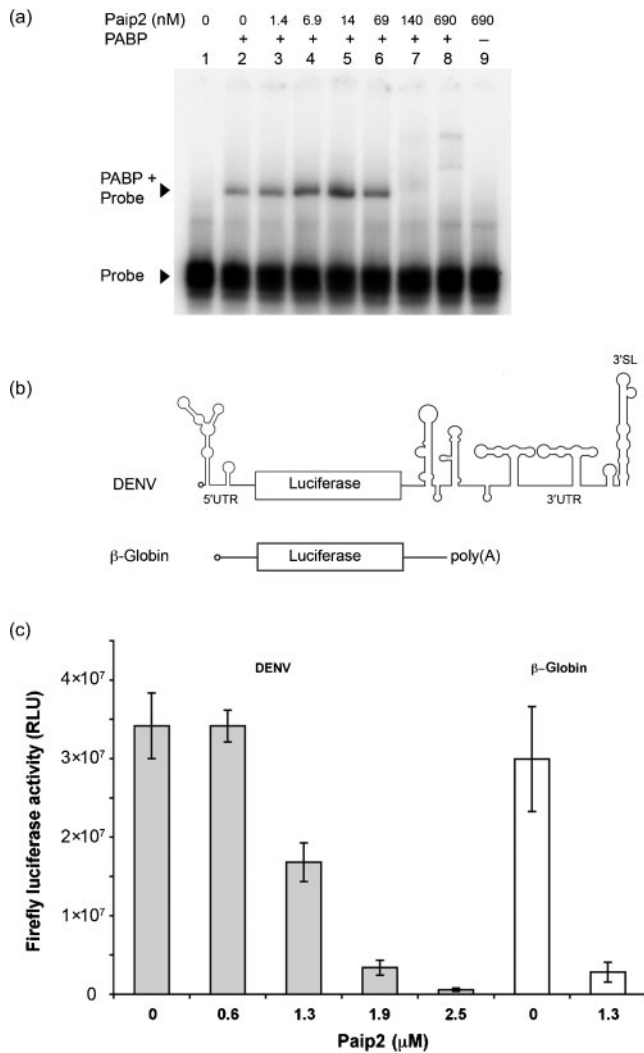 (a)
Paip2 (nM) 0 0 1.4 6.9 14 69 140 690 690
PABP + + + + + + + –
1 2 3 4 5 6 7 8 9
PABP +
Probe
Probe
(b)
3'SL
DENV
5'UTR
Luciferase
3'UTR
β-Globin
Luciferase
poly(A)
(c)
DENV
β–Globin
Firefly luciferase activity (RLU)
4×10⁷
3×10⁷
2×10⁷
1×10⁷
0
0 0.6 1.3 1.9 2.5 0 1.3
Paip2 (μM)